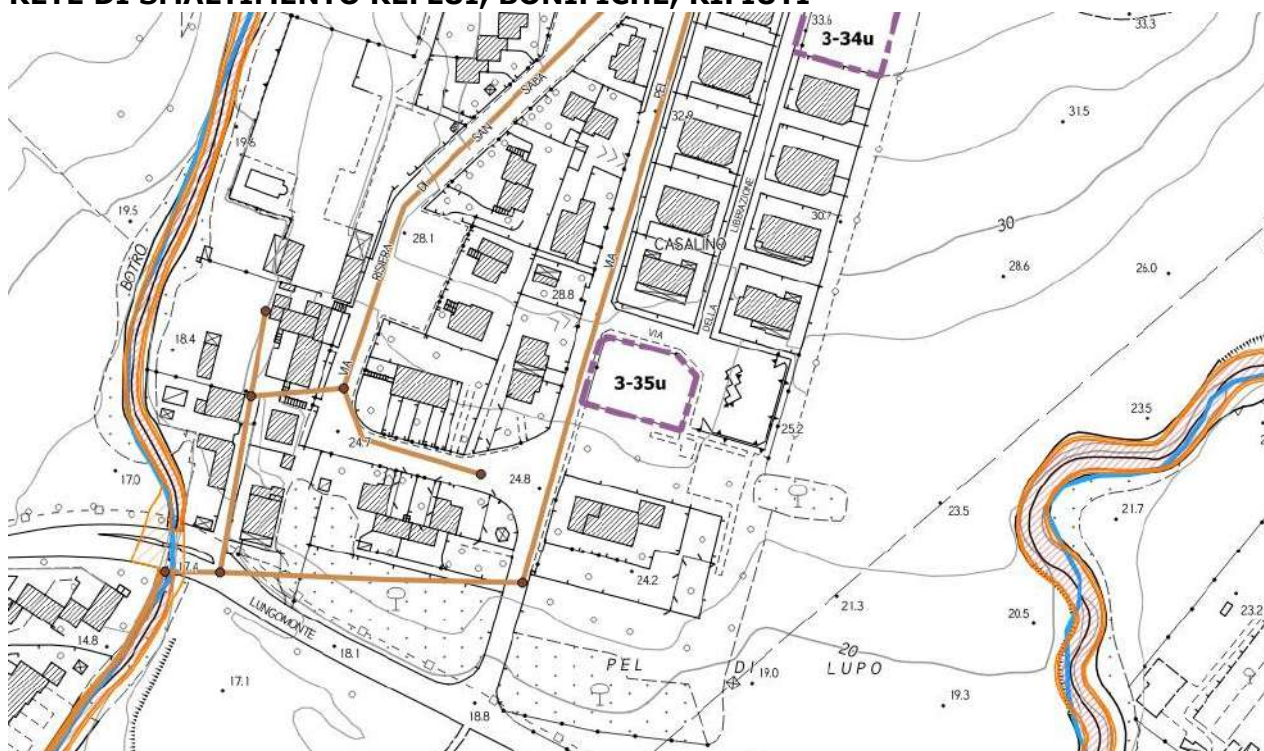 RETE DI SMALTIMENTO REFLUI, BONIFICHE, RIFIUTI
33.6
3-34u
33.3
SABA
SAN
DI
PEL
32.9
31.5
19.6
19.5
BOTRO
28.1
RISIERA
VIA
LIBERAZIONE
30.7
30
CASALINO
28.6
26.0
28.8
DELLA
VIA
18.4
VIA
3-35u
23.5
25.2
24.7
24.8
17.0
23.5
21.7
17.6
24.2
21.3
20.5
23.2
LUNGOMONTE
14.8
18.1
PEL DI LUPO
20
19.0
17.1
19.3
18.8